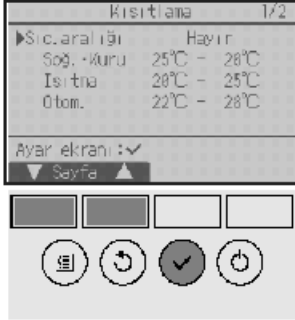 Kısıtlama 1/2
Sıc.aralığı Hayır
Soğ.·Kuru 25℃ - 28℃
Isıtma 20℃ - 25℃
Otom. 22℃ - 28℃
Ayar ekranı:✓
▼ Sayfa ▲